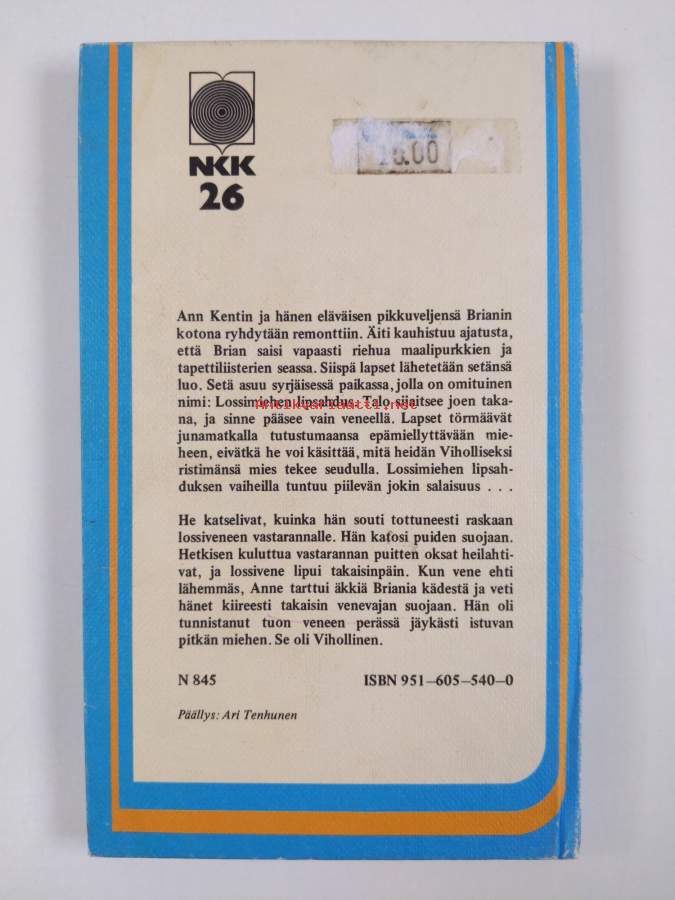 NKK
26
Ann Kentin ja hänen eläväisen pikkuveljensä Brianin
kotona ryhdytään remonttiin. Äiti kauhistuu ajatusta,
että Brian saisi vapaasti riehua maalipurkkien ja
tapettiliisterien seassa. Siispä lapset lähetetään setänsä
luo. Setä asuu syrjäisessä paikassa, jolla on omituinen
nimi: Lossimiehen lipsahdus. Talo sijaitsee joen taka-
Antikvariaatti.net
na, ja sinne pääsee vain veneellä. Lapset törmäävät
junamatkalla tutustumaansa epämiellyttävään mie-
heen, eivätkä he voi käsittää, mitä heidän Viholliseksi
ristimänsä mies tekee seudulla. Lossimiehen lipsah-
duksen vaiheilla tuntuu piilevän jokin salaisuus . . .
He katselivat, kuinka hän souti tottuneesti raskaan
lossiveneen vastarannalle. Hän katosi puiden suojaan.
Hetkisen kuluttua vastarannan puitten oksat heilahti-
vat, ja lossivene lipui takaisinpäin. Kun vene ehti
lähemmäs, Anne tarttui äkkiä Briania kädestä ja veti
hänet kiireesti takaisin venevajan suojaan. Hän oli
tunnistanut tuon veneen perässä jäykästi istuvan
pitkän miehen. Se oli Vihollinen.
N 845 ISBN 951-605-540-0
Päällys: Ari Tenhunen